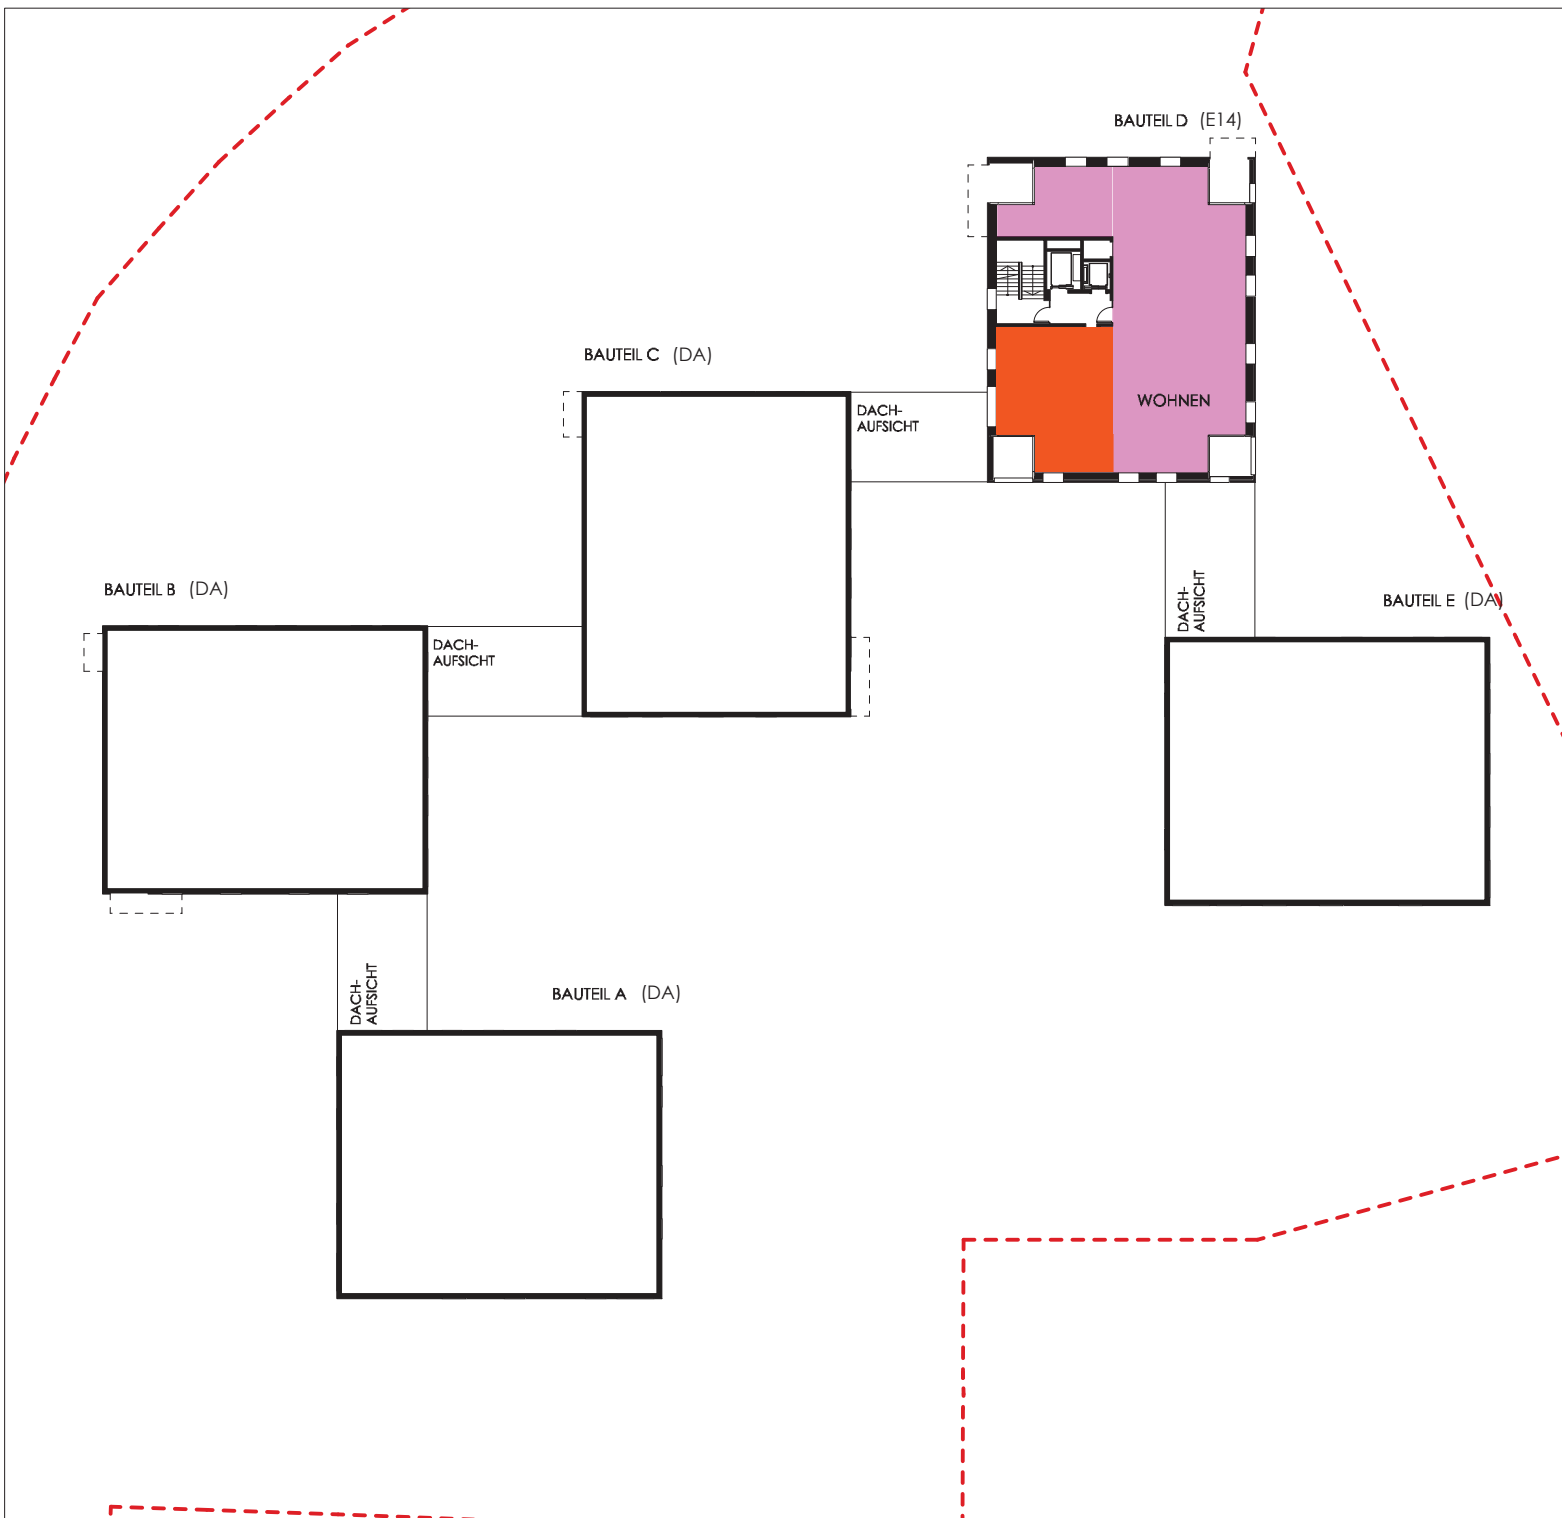 BAUTEIL D (E14)
BAUTEIL C (DA)
DACH-
AUFSICHT
WOHNEN
BAUTEIL B (DA)
DACH-
AUFSICHT
DACH-
AUFSICHT
BAUTEIL E (DA)
DACH-
AUFSICHT
BAUTEIL A (DA)